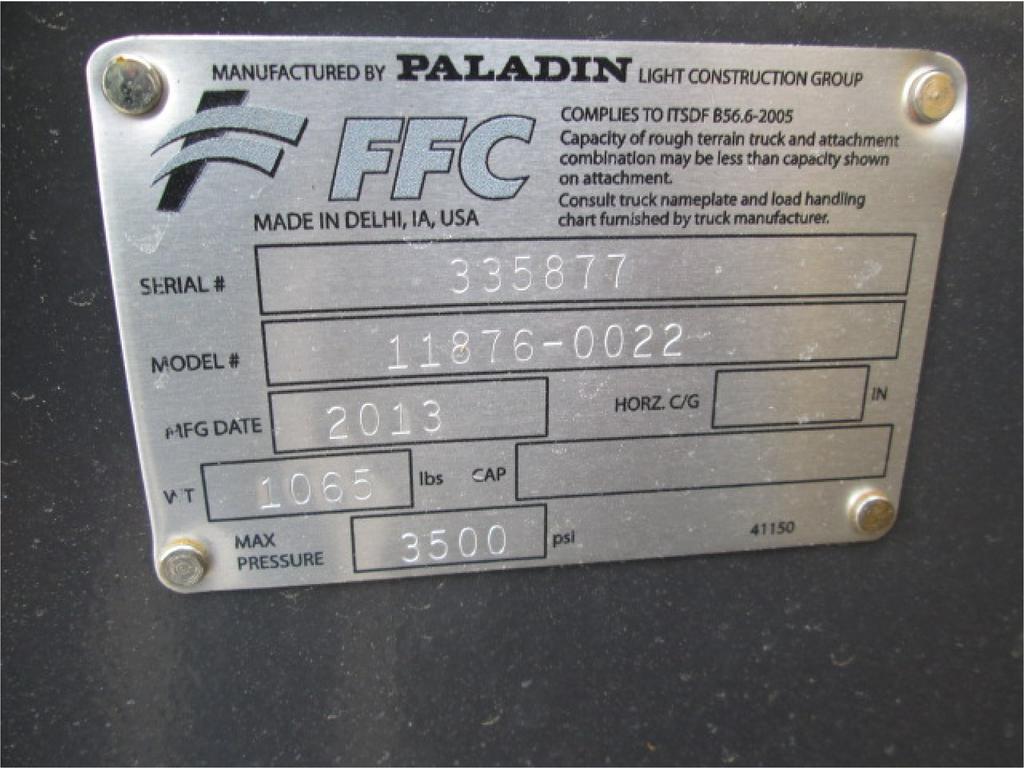 MANUFACTURED BY PALADIN LIGHT CONSTRUCTION GROUP
FFC
MADE IN DELHI, IA, USA
COMPLIES TO ITSDF B56.6-2005
Capacity of rough terrain truck and attachment
combination may be less than capacity shown
on attachment.
Consult truck nameplate and load handling
chart furnished by truck manufacturer.
SERIAL # 335877
MODEL # 11876-0022
MFG DATE 2013 HORZ. C/G IN
WT 1065 lbs CAP
MAX
PRESSURE 3500 psi 41150